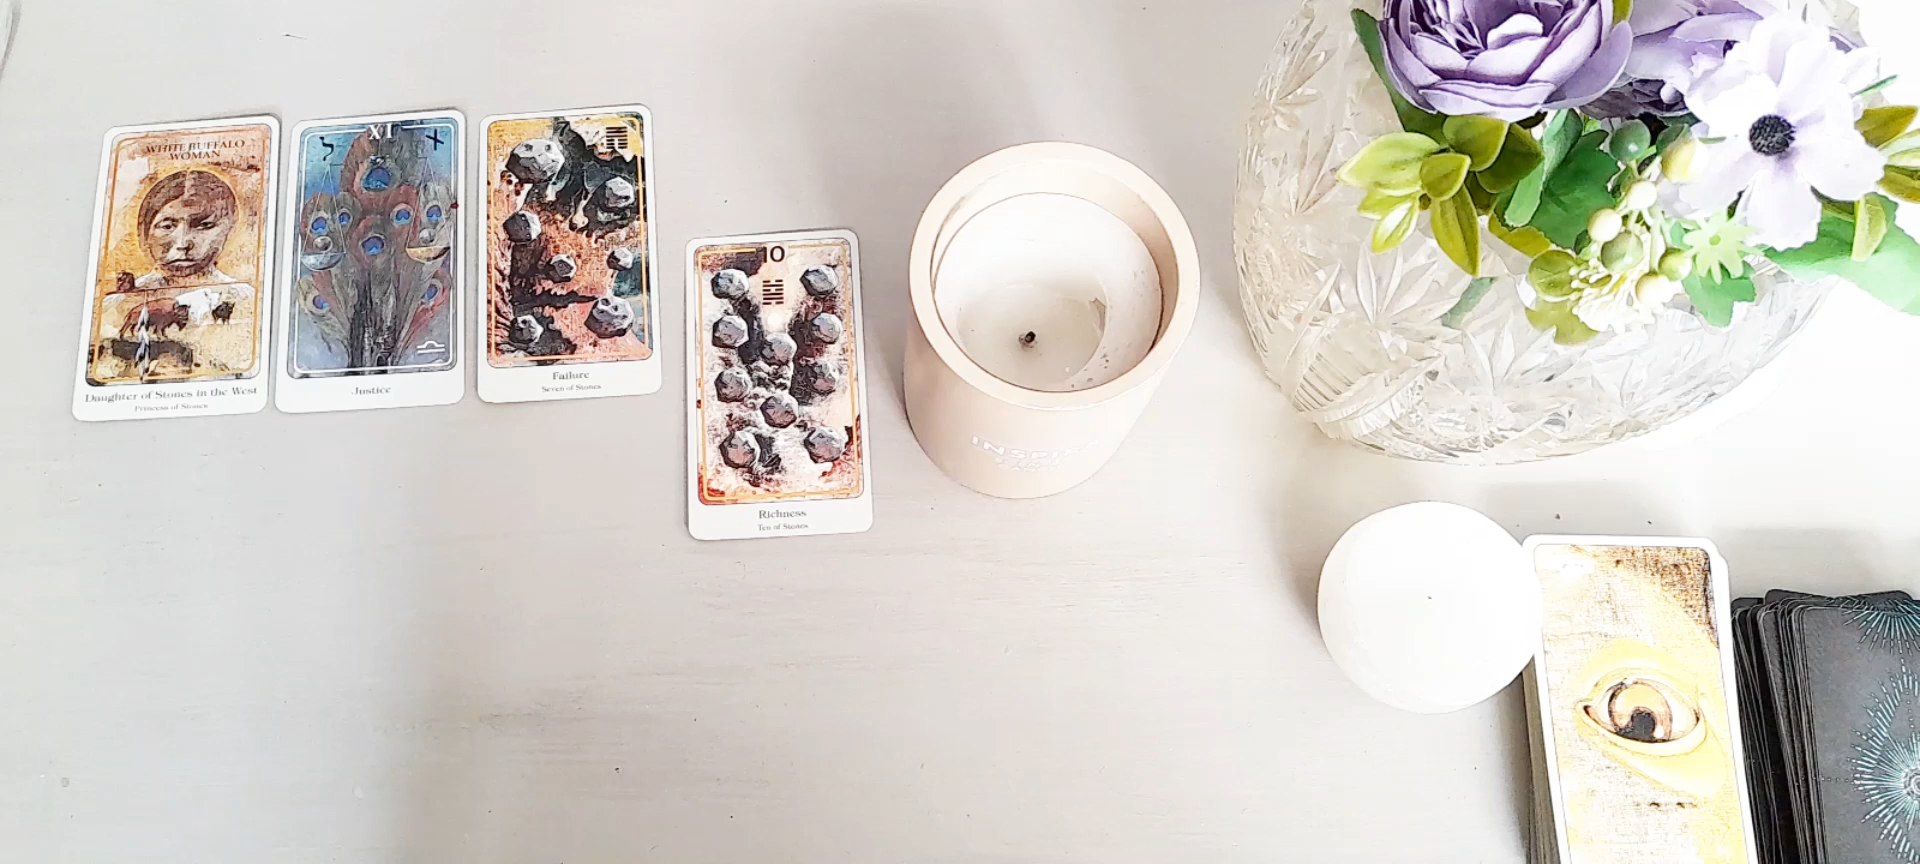 WHITE BUFFALO
WOMAN
Daughter of Stones in the West
Princess of Stones
XI
Justice
Failure
Seven of Stones
10
Richness
Ten of Stones